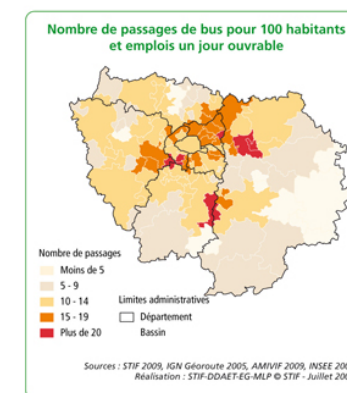 Nombre de passages de bus pour 100 habitants
et emplois un jour ouvrable
Nombre de passages
Moins de 5
5 - 9
10 - 14
15 - 19
Plus de 20
Limites administratives
Département
Bassin
Sources : STIF 2009, IGN Géoroute 2005, AMIVIF 2009, INSEE
Réalisation : STIF-DDAET-EG-MLP © STIF - Juillet